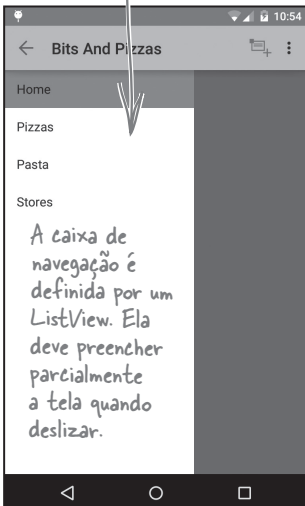 10:54
Bits And Pizzas
Home
Pizzas
Pasta
Stores
A caixa de
navegação é
definida por um
ListView. Ela
deve preencher
parcialmente
a tela quando
deslizar.